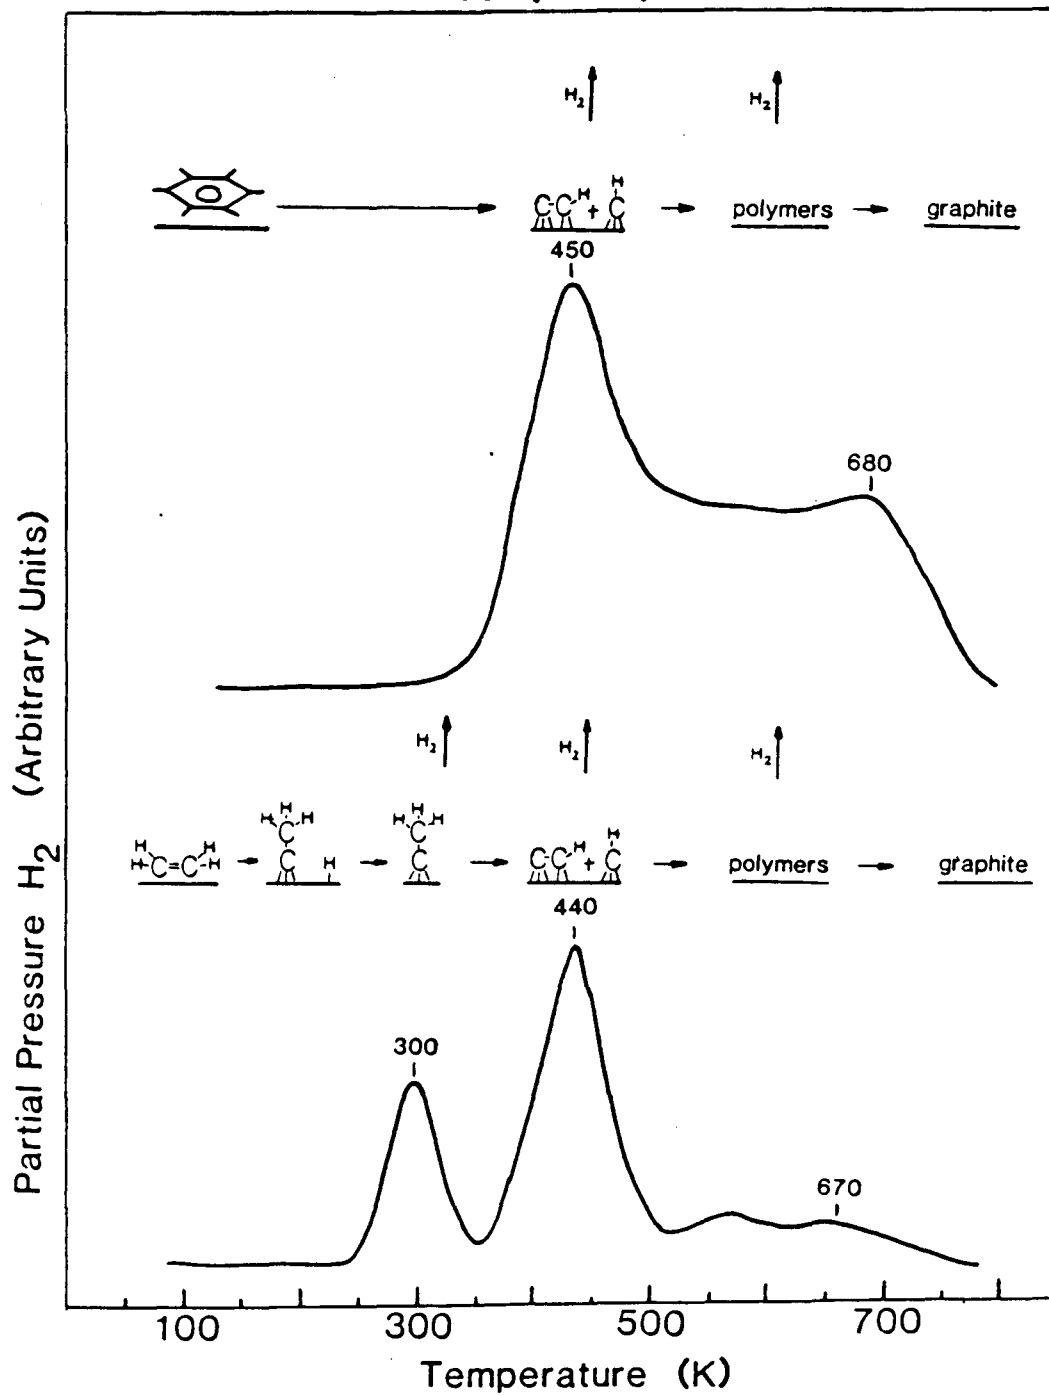 H₂ H₂
C-C H + H C
polymers
graphite
450
680
H₂ H₂ H₂
H H C=C H H
H H H C C H
H H H C C
C-C H + H C
polymers
graphite
440
300
670
Partial Pressure H₂ (Arbitrary Units)
100 300 500 700
Temperature (K)